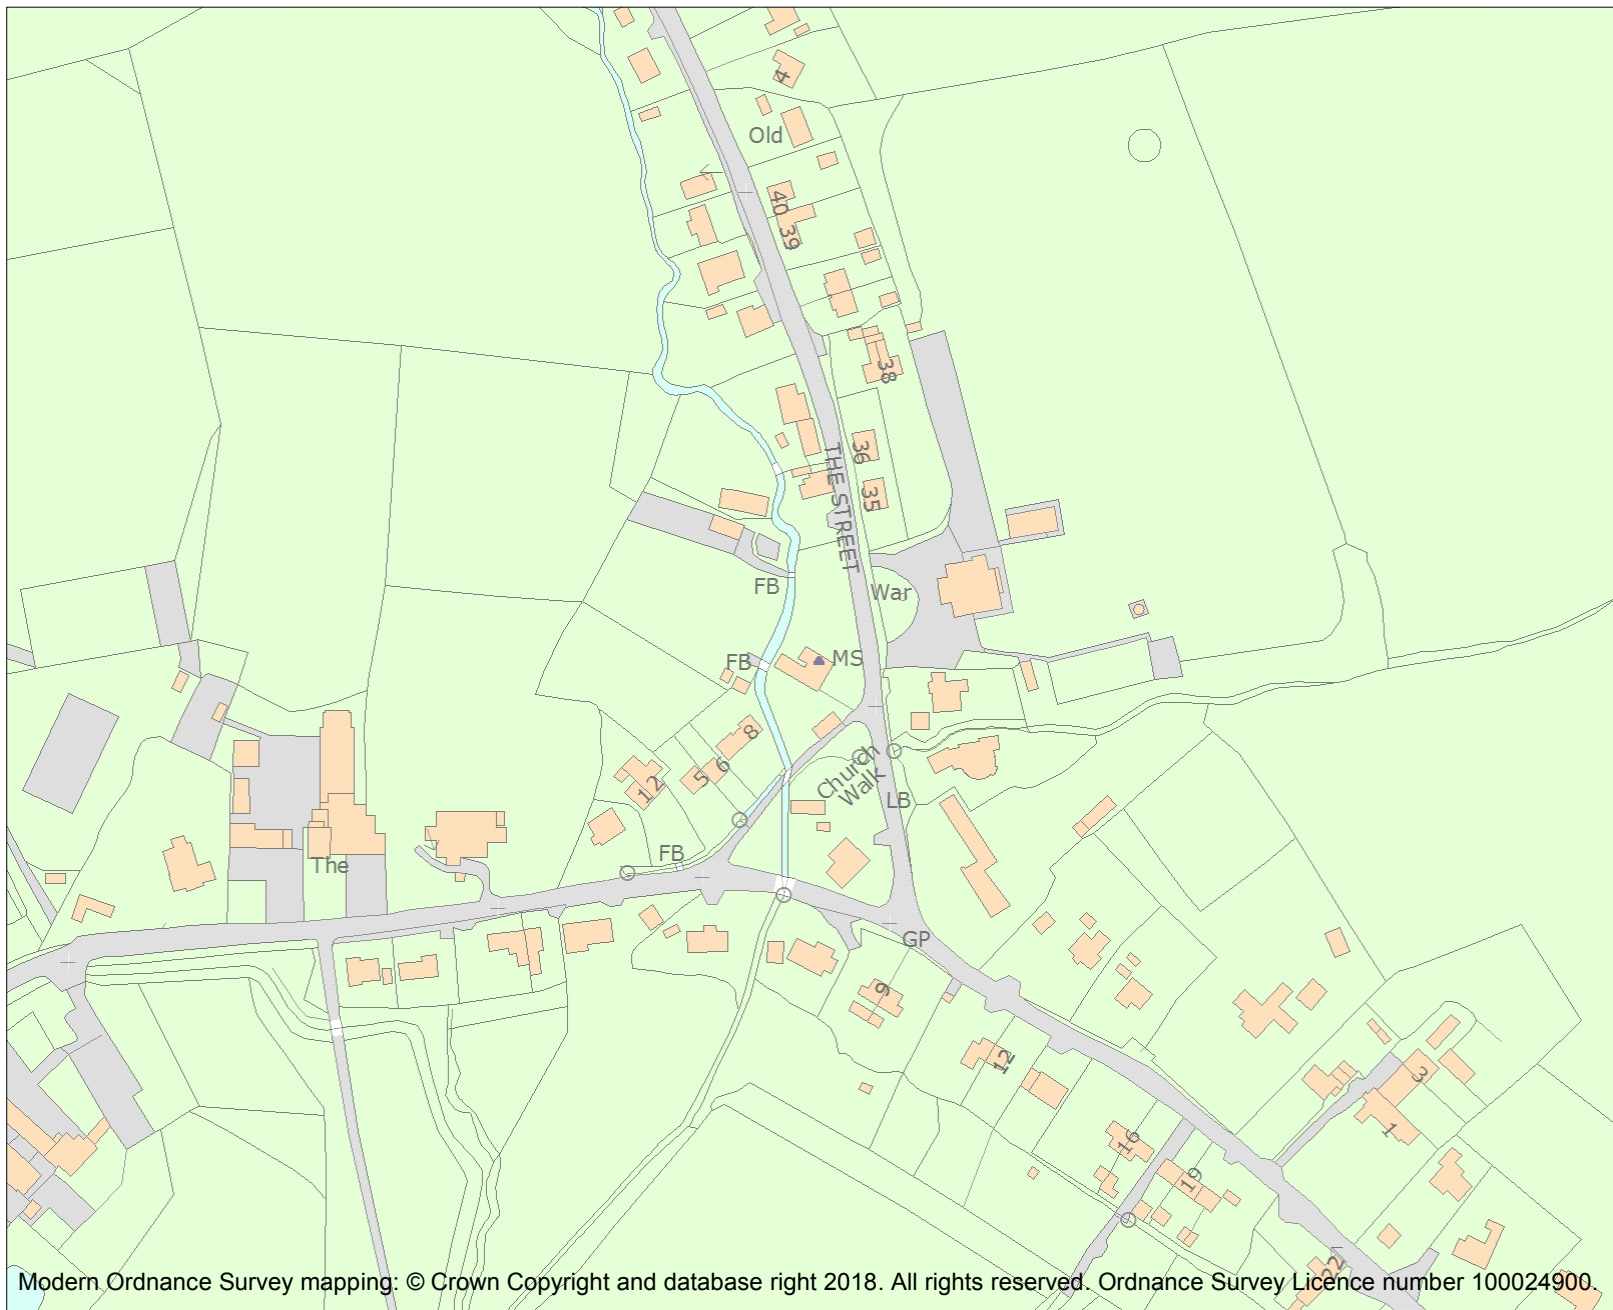 4
Old
40
39
38
36
35
THE STREET
War
FB
FB
MS
8
6
5
12
Church
Walk
LB
FB
The
GP
9
12
3
1
16
19
22
Modern Ordnance Survey mapping: © Crown Copyright and database right 2018. All rights reserved. Ordnance Survey Licence number 100024900.